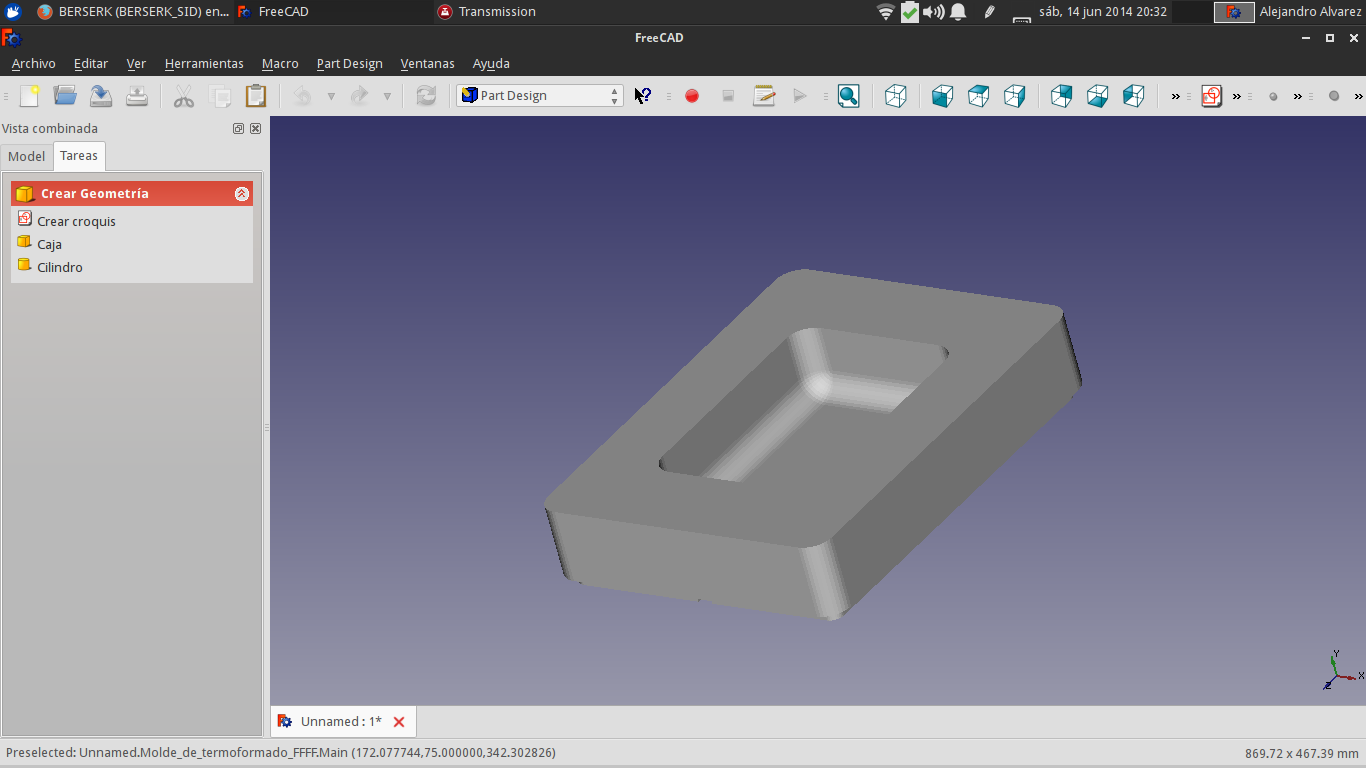 BERSERK (BERSERK_SID) en...
FreeCAD
Transmission
sáb, 14 jun 2014 20:32
Alejandro Alvarez
FreeCAD
Archivo Editar Ver Herramientas Macro Part Design Ventanas Ayuda
Part Design
Vista combinada
Model Tareas
Crear Geometría
Crear croquis
Caja
Cilindro
Y
X
Z
Unnamed : 1*
Preselected: Unnamed.Molde_de_termoformado_FFFF.Main (172.077744,75.000000,342.302826)
869.72 x 467.39 mm